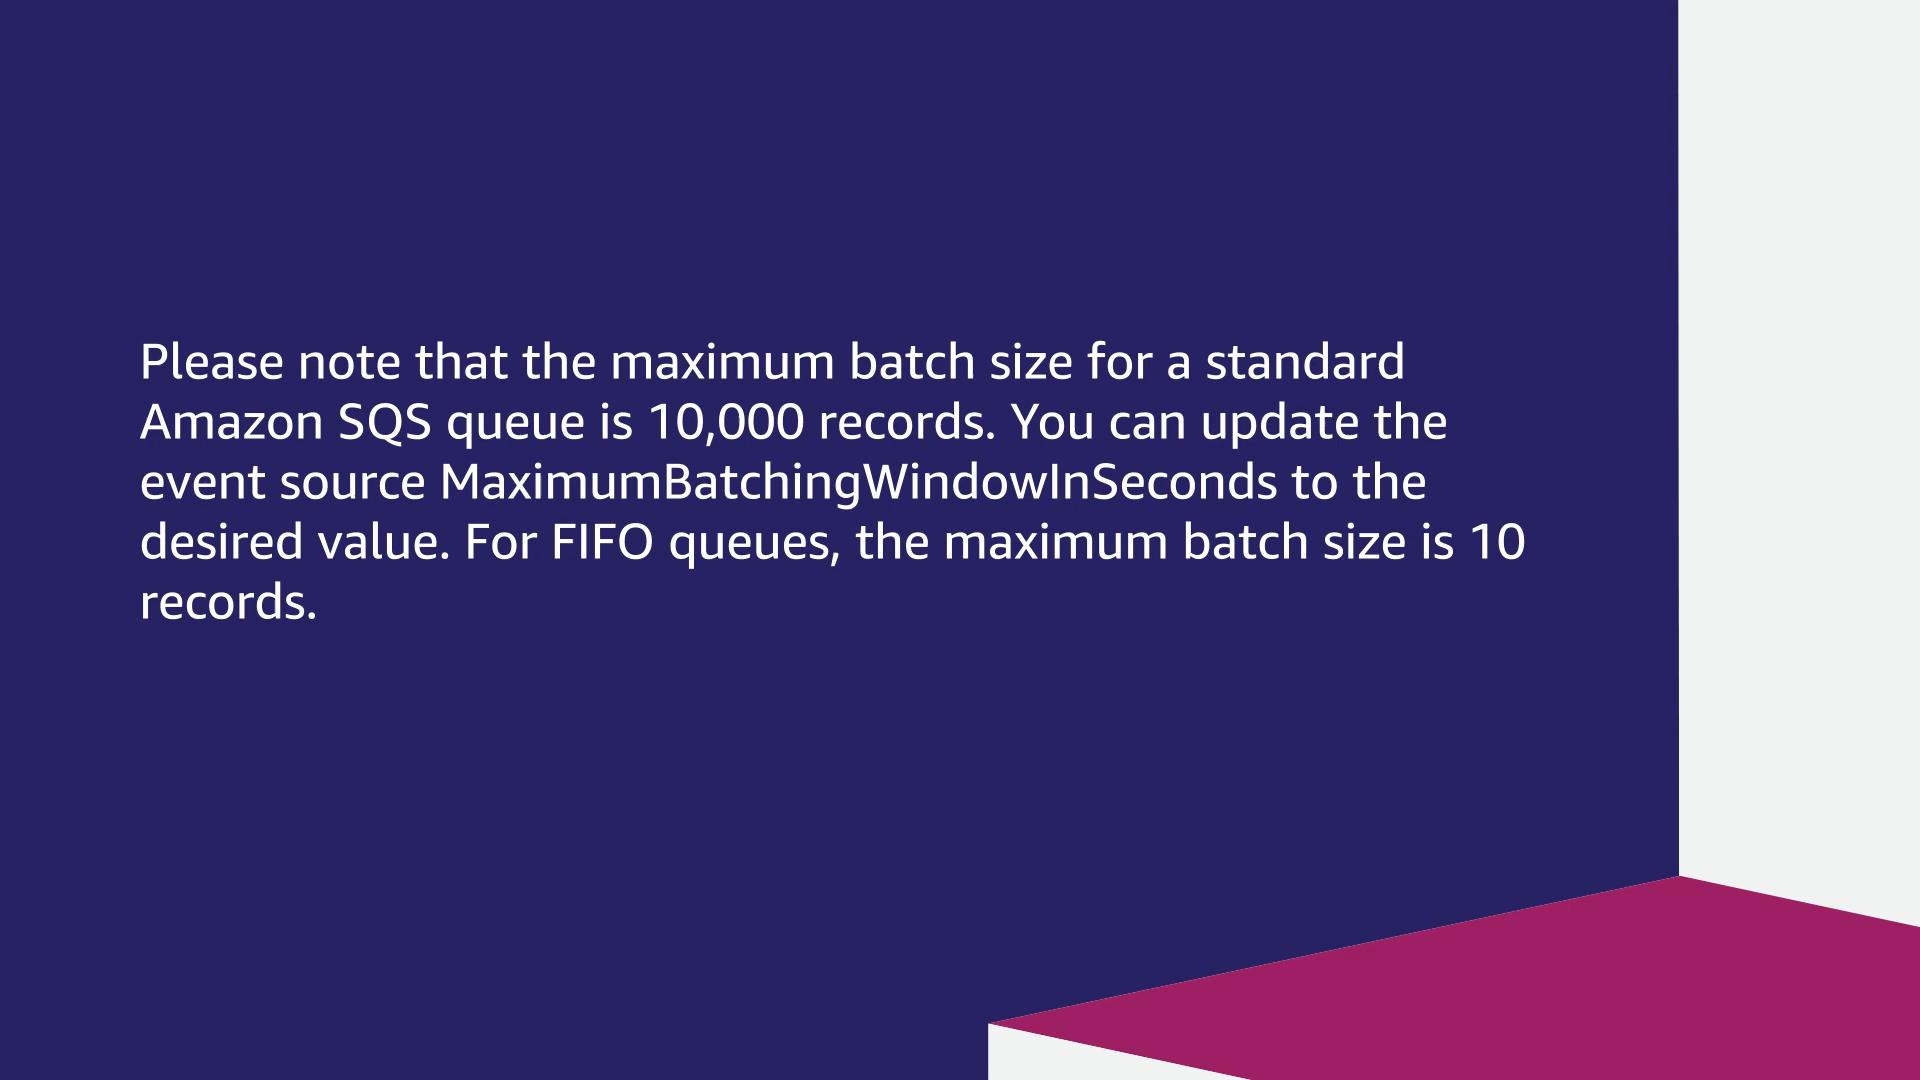 Please note that the maximum batch size for a standard
Amazon SQS queue is 10,000 records. You can update the
event source MaximumBatchingWindowInSeconds to the
desired value. For FIFO queues, the maximum batch size is 10
records.